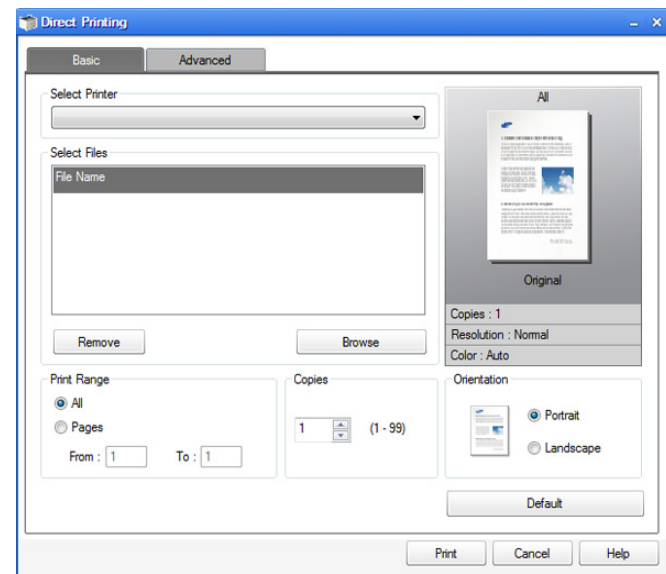 Direct Printing
Basic
Advanced
Select Printer
Select Files
File Name
Remove
Browse
All
Original
Copies : 1
Resolution : Normal
Color : Auto
Print Range
All
Pages
From : 1 To : 1
Copies
1 (1 - 99)
Orientation
Portrait
Landscape
Default
Print
Cancel
Help